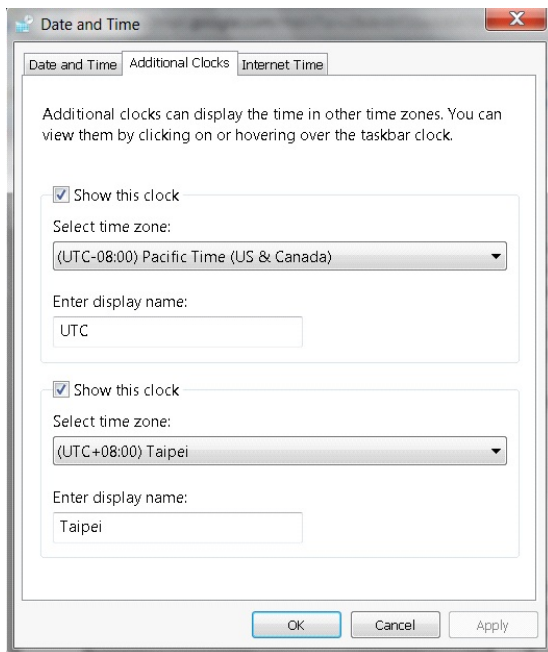 Date and Time
Date and Time Additional Clocks Internet Time
Additional clocks can display the time in other time zones. You can
view them by clicking on or hovering over the taskbar clock.
Show this clock
Select time zone:
(UTC-08:00) Pacific Time (US & Canada)
Enter display name:
UTC
Show this clock
Select time zone:
(UTC+08:00) Taipei
Enter display name:
Taipei
OK Cancel Apply